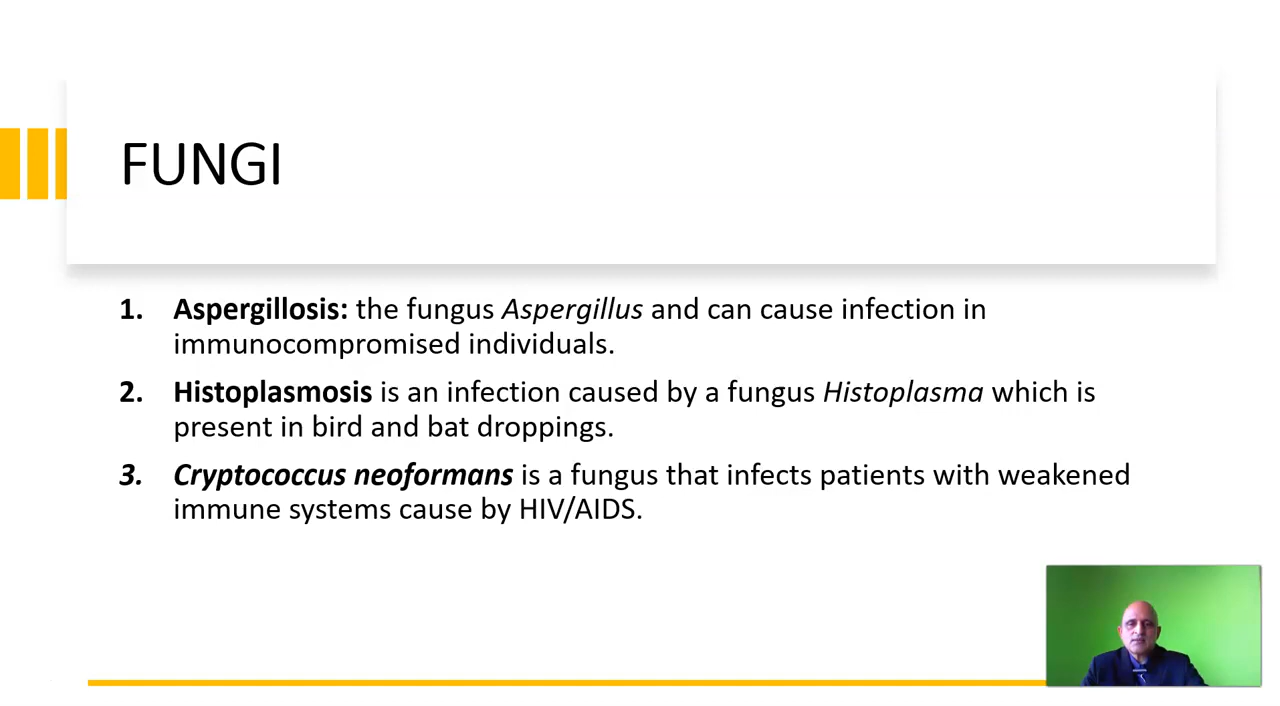 FUNGI
1. Aspergillosis: the fungus Aspergillus and can cause infection in
immunocompromised individuals.
2. Histoplasmosis is an infection caused by a fungus Histoplasma which is
present in bird and bat droppings.
3. Cryptococcus neoformans is a fungus that infects patients with weakened
immune systems cause by HIV/AIDS.